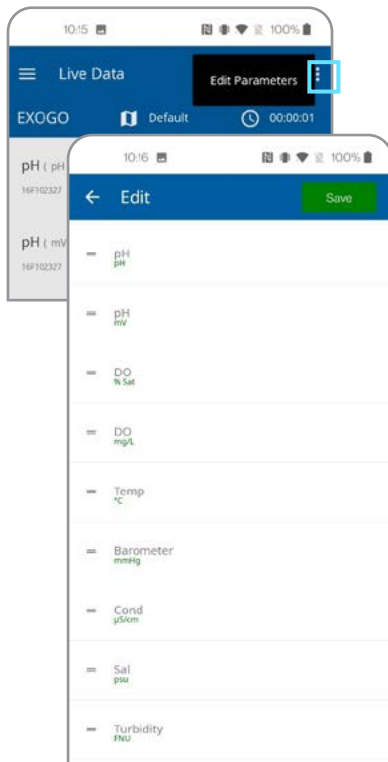 10:15 100%
Live Data
Edit Parameters
EXOGO Default 00:00:01
pH ( pH
16F102327
pH ( mV
16F102327
10:16 100%
Edit Save
pH
pH
pH
mV
DO
% Sat
DO
mg/L
Temp
°C
Barometer
mmHg
Cond
µS/cm
Sal
psu
Turbidity
FNU